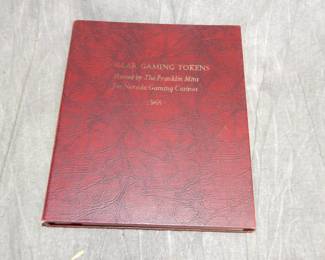 GAMING TOKENS
Minted by The Franklin Mint
for Nevada Gaming Casinos